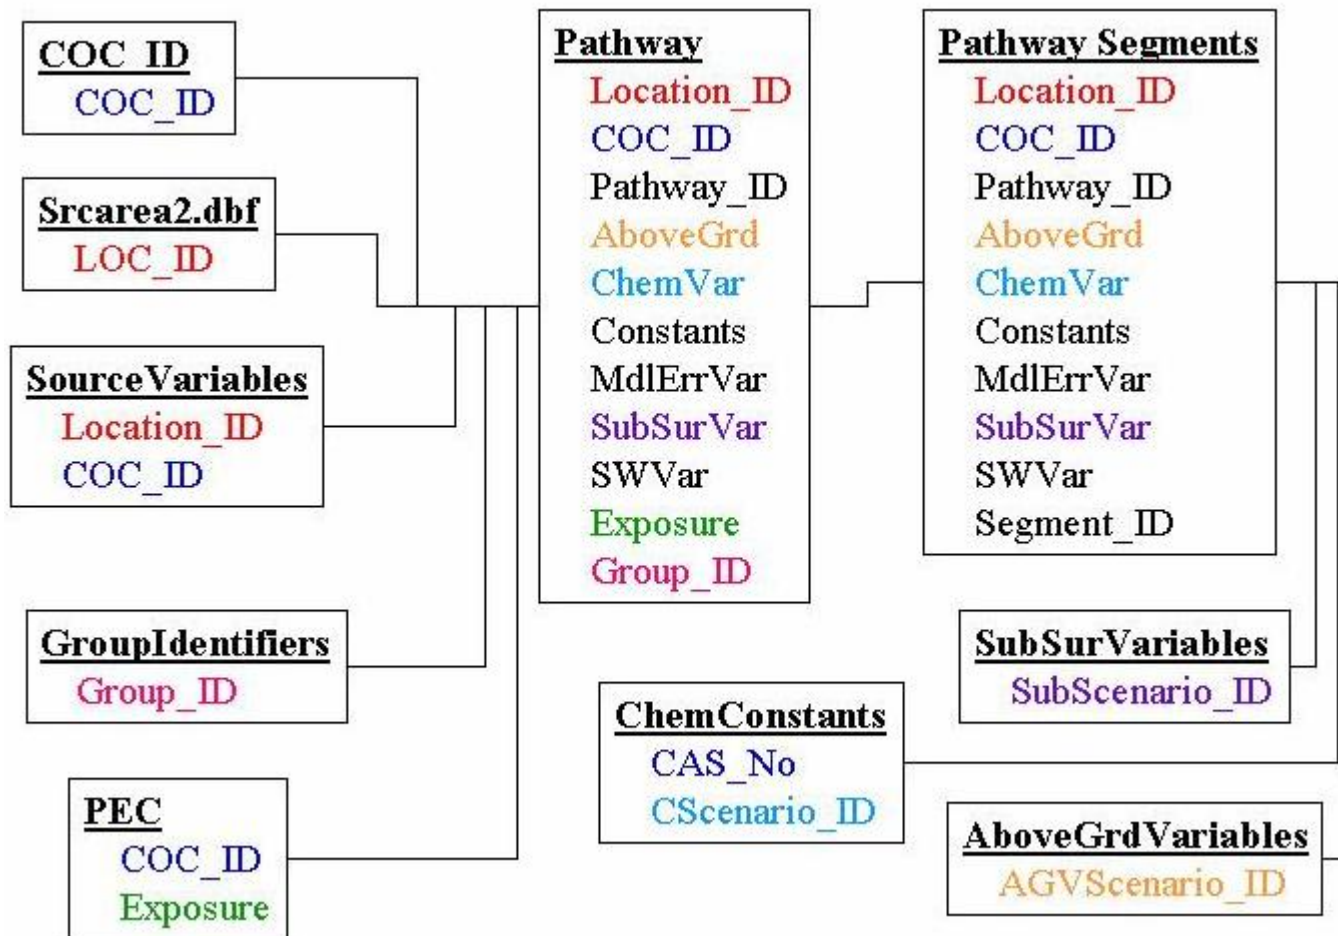 COC_ID
COC_ID
Srcarea2.dbf
LOC_ID
SourceVariables
Location_ID
COC_ID
GroupIdentifiers
Group_ID
PEC
COC_ID
Exposure
Pathway
Location_ID
COC_ID
Pathway_ID
AboveGrd
ChemVar
Constants
MdlErrVar
SubSurVar
SWVar
Exposure
Group_ID
Pathway Segments
Location_ID
COC_ID
Pathway_ID
AboveGrd
ChemVar
Constants
MdlErrVar
SubSurVar
SWVar
Segment_ID
SubSurVariables
SubScenario_ID
ChemConstants
CAS_No
CScenario_ID
AboveGrdVariables
AGVScenario_ID